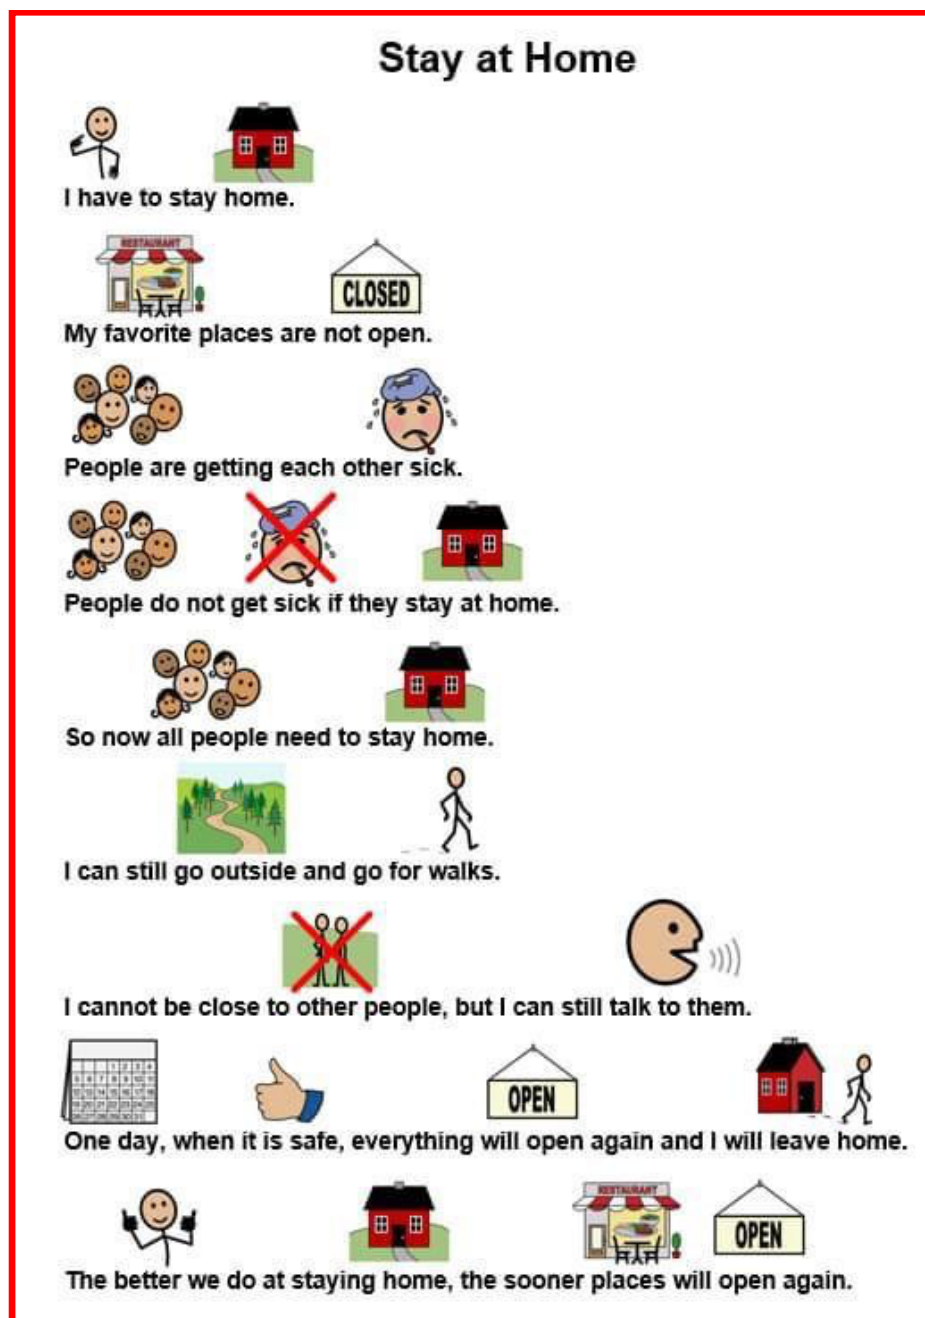 Stay at Home
I have to stay home.
RESTAURANT
CLOSED
My favorite places are not open.
People are getting each other sick.
People do not get sick if they stay at home.
So now all people need to stay home.
I can still go outside and go for walks.
I cannot be close to other people, but I can still talk to them.
OPEN
One day, when it is safe, everything will open again and I will leave home.
RESTAURANT
OPEN
The better we do at staying home, the sooner places will open again.